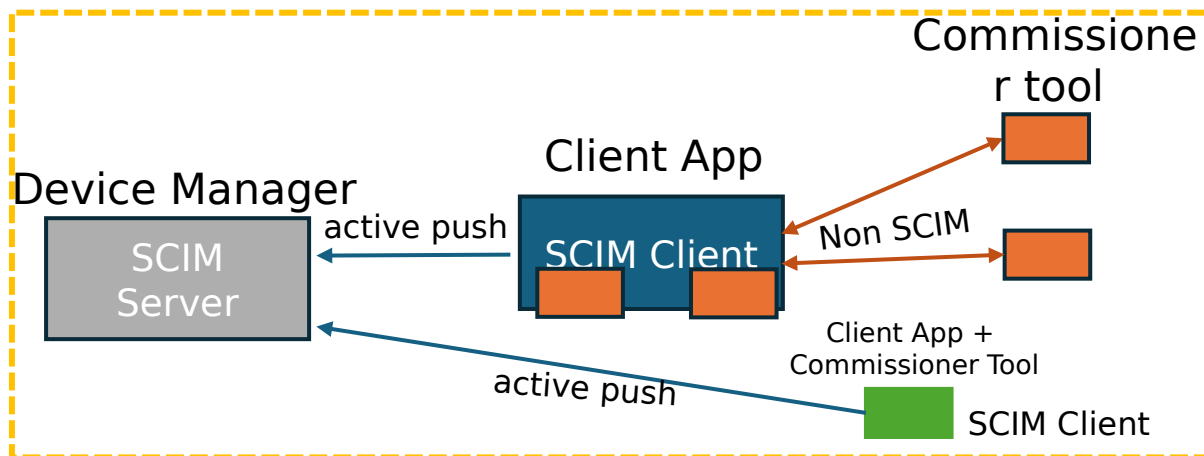 Commissione
r tool
Client App
Device Manager
active push
SCIM Client
Non SCIM
SCIM
Server
Client App +
Commissioner Tool
active push
SCIM Client